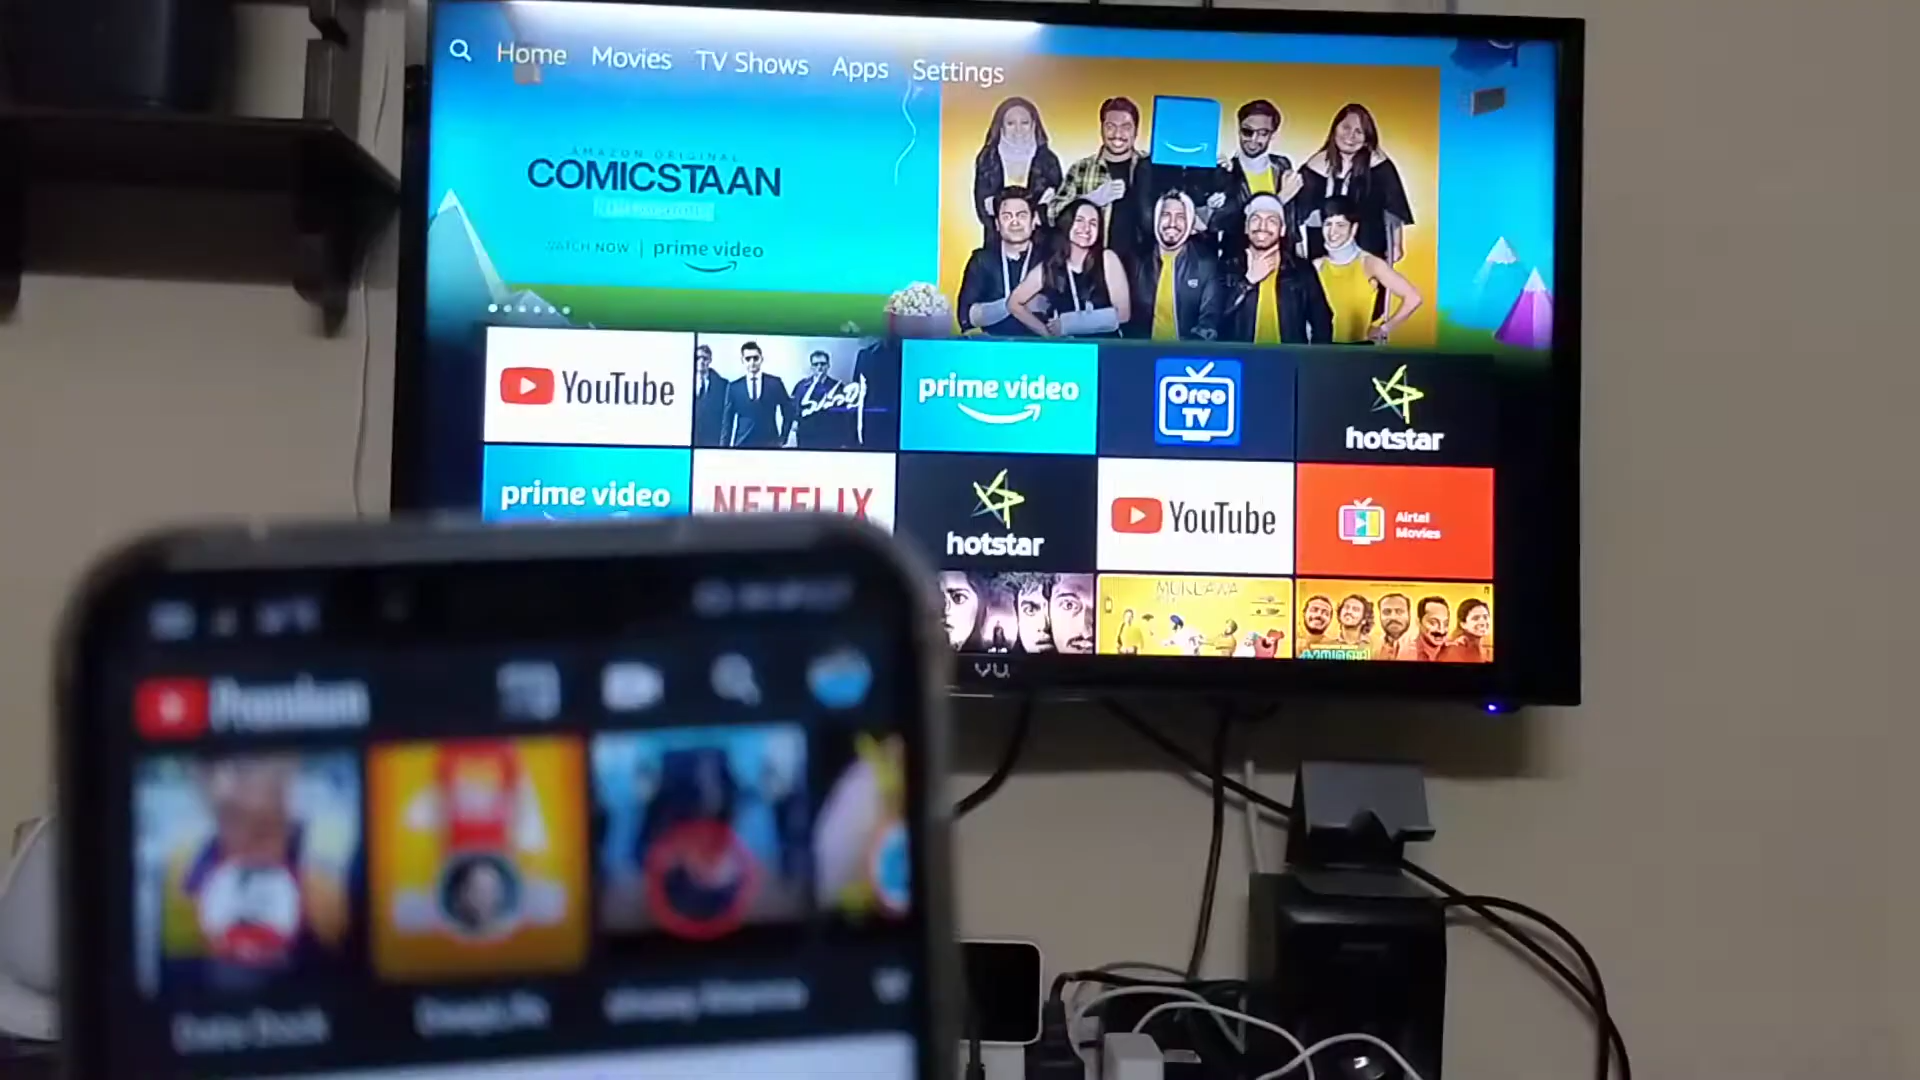 Home Movies TV Shows Apps Settings
AMAZON ORIGINAL
COMICSTAAN
WATCH NOW | prime video
YouTube
prime video
Oreo TV
hotstar
prime video
NETFLIX
hotstar
YouTube
Airtel
Movies
MUKLAWA
VU
Premium